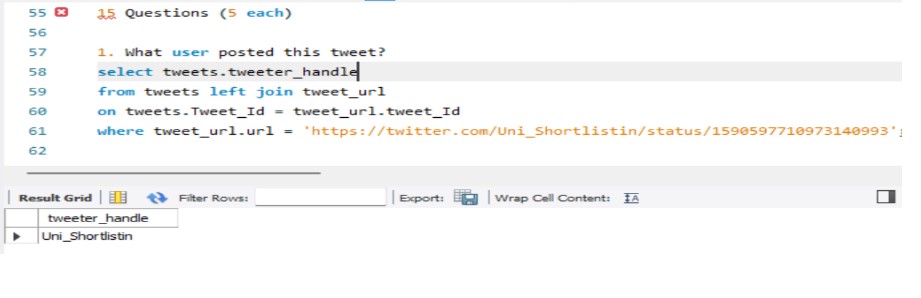 55 15 Questions (5 each)
56
57 1. What user posted this tweet?
58 select tweets.tweeter_handle
59 from tweets left join tweet_url
60 on tweets.Tweet_Id = tweet_url.tweet_Id
61 where tweet_url.url = 'https://twitter.com/Uni_Shortlistin/status/1590597710973140993';
62
Result Grid Filter Rows: Export: Wrap Cell Content: IA
tweeter_handle
Uni_Shortlistin